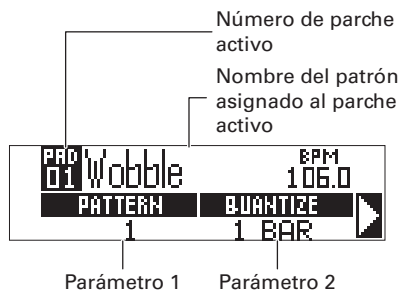 Número de parche
activo
Nombre del patrón
asignado al parche
activo
PAD
01 Wobble
BPM
106.0
PATTERN QUANTIZE
1 1 BAR
Parámetro 1 Parámetro 2